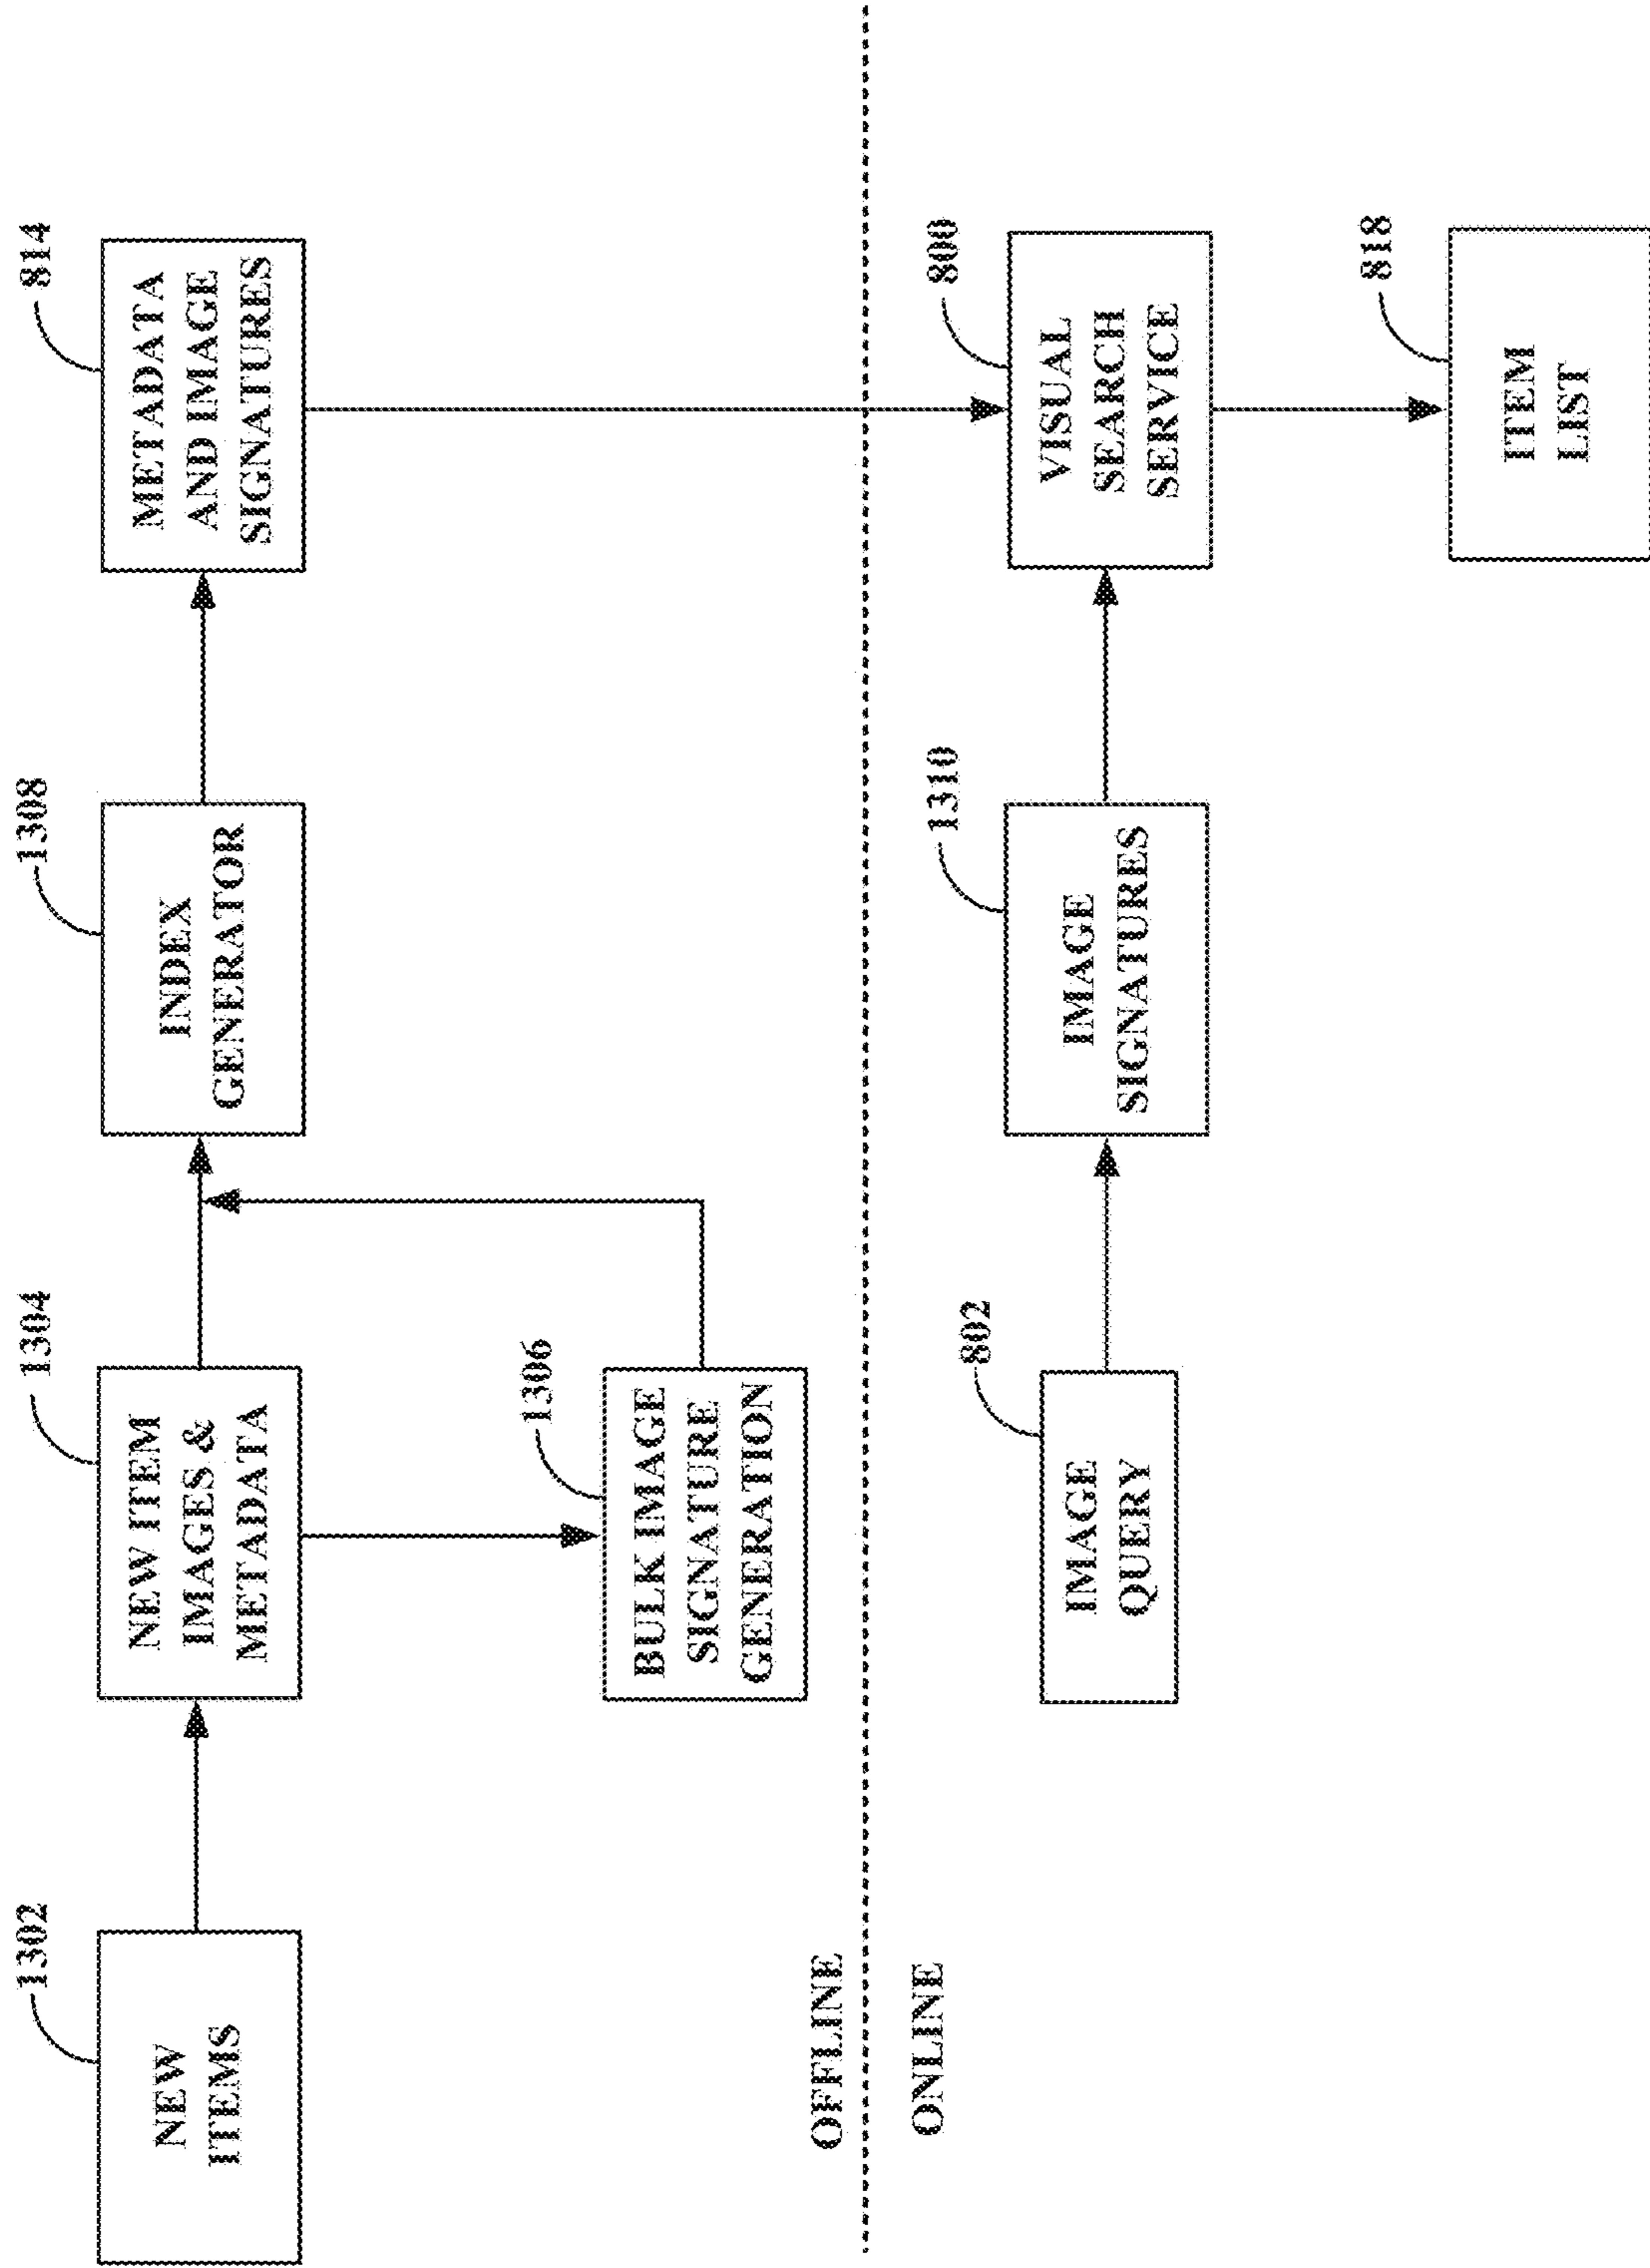 1302
NEW
ITEMS
1304
NEW ITEM
IMAGES &
METADATA
1308
INDEX
GENERATOR
814
METADATA
AND IMAGE
SIGNATURES
1306
BULK IMAGE
SIGNATURE
GENERATION
OFFLINE
ONLINE
802
IMAGE
QUERY
1310
IMAGE
SIGNATURES
800
VISUAL
SEARCH
SERVICE
818
ITEM
LIST